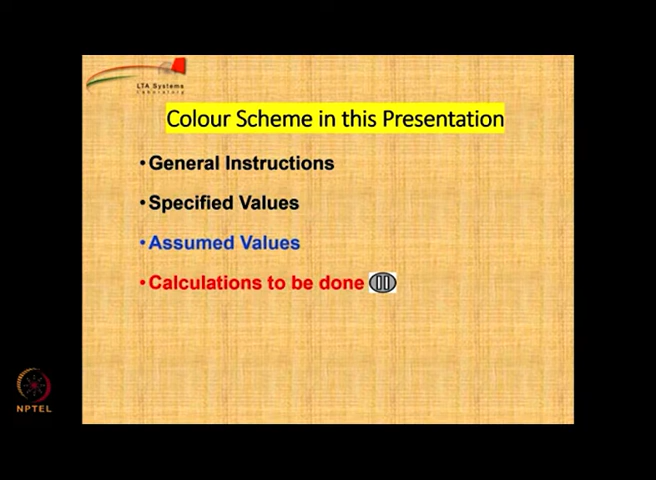 LTA Systems
Laboratory
Colour Scheme in this Presentation
•General Instructions
•Specified Values
•Assumed Values
•Calculations to be done
NPTEL